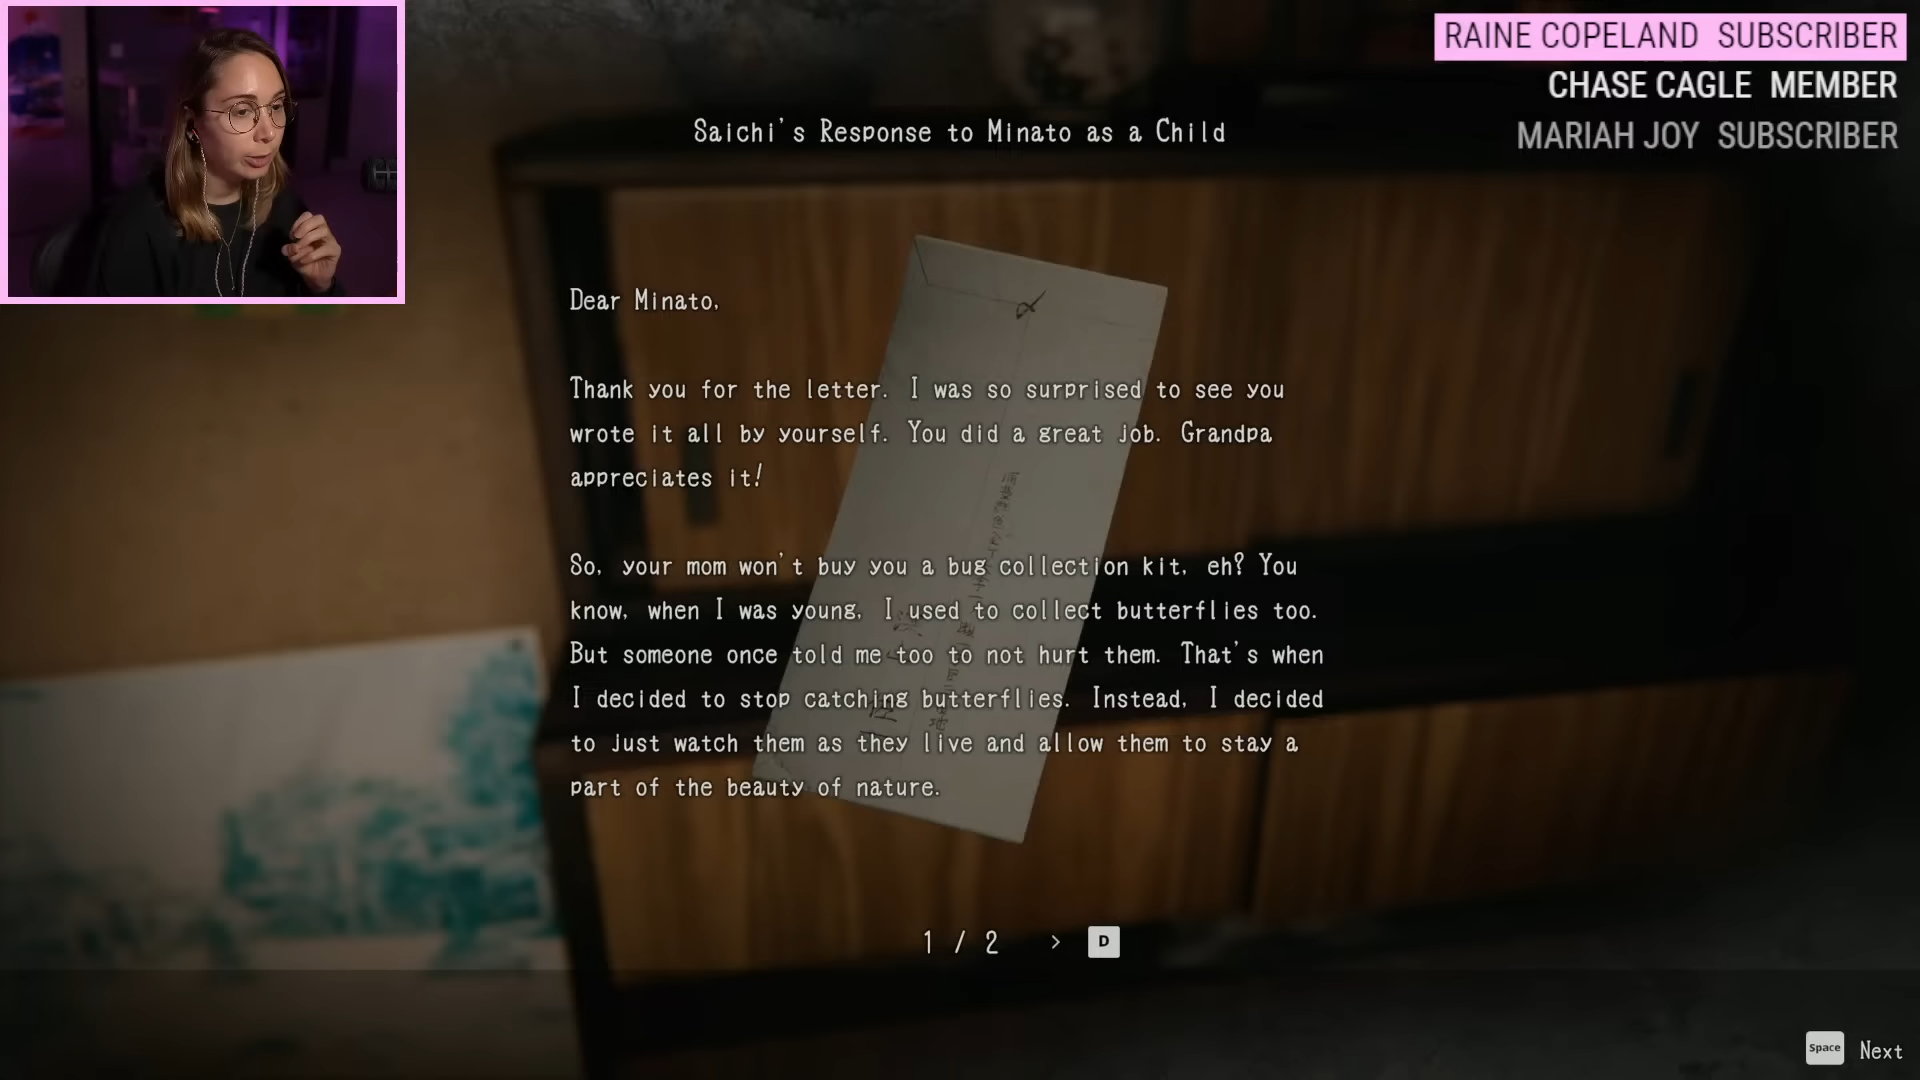 RAINE COPELAND SUBSCRIBER
CHASE CAGLE MEMBER
MARIAH JOY SUBSCRIBER
Saichi's Response to Minato as a Child
Dear Minato,
Thank you for the letter. I was so surprised to see you
wrote it all by yourself. You did a great job. Grandpa
appreciates it!
So, your mom won't buy you a bug collection kit, eh? You
know, when I was young, I used to collect butterflies too.
But someone once told me too to not hurt them. That's when
I decided to stop catching butterflies. Instead, I decided
to just watch them as they live and allow them to stay a
part of the beauty of nature.
1 / 2 > D
Space Next